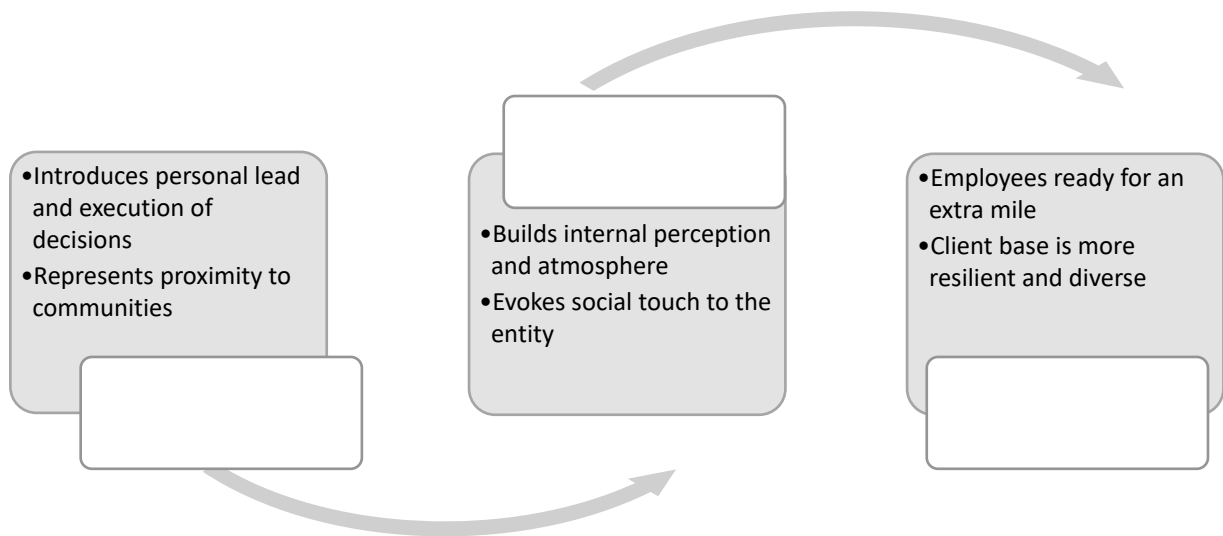 •Introduces personal lead
and execution of
decisions
•Represents proximity to
communities
•Builds internal perception
and atmosphere
•Evokes social touch to the
entity
•Employees ready for an
extra mile
•Client base is more
resilient and diverse